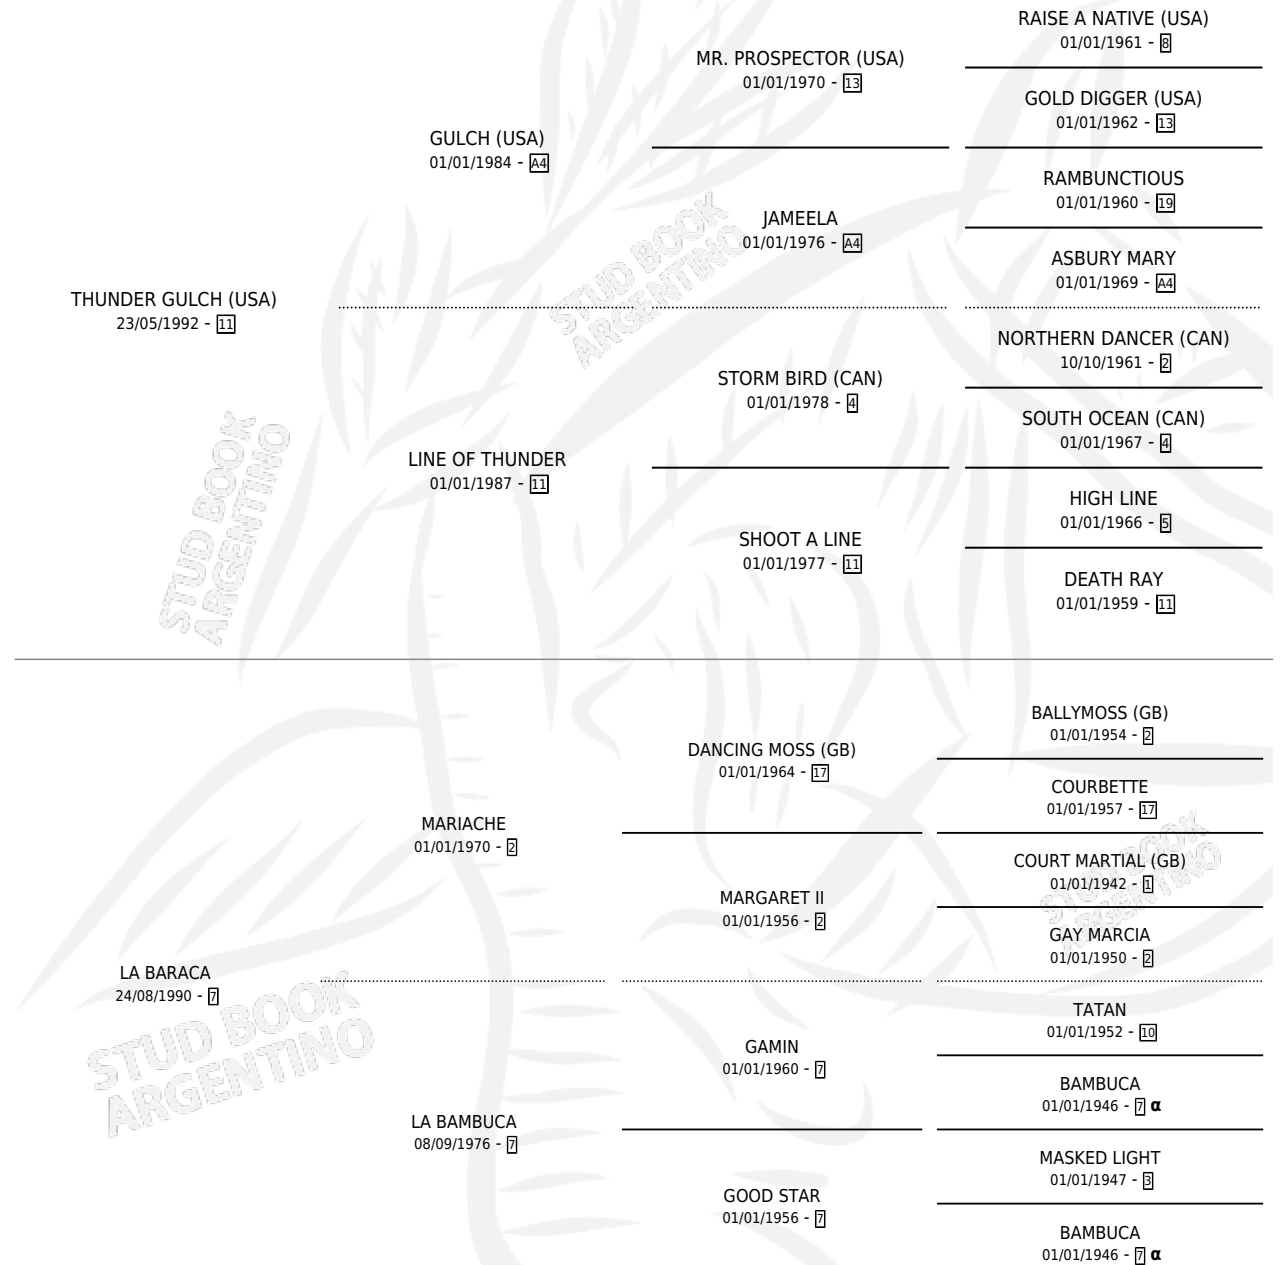 RAISE A NATIVE (USA)
01/01/1961 - 8
MR. PROSPECTOR (USA)
01/01/1970 - 13
GOLD DIGGER (USA)
01/01/1962 - 13
GULCH (USA)
01/01/1984 - A4
RAMBUNCTIOUS
01/01/1960 - 19
JAMEELA
01/01/1976 - A4
ASBURY MARY
01/01/1969 - A4
THUNDER GULCH (USA)
23/05/1992 - 11
NORTHERN DANCER (CAN)
10/10/1961 - 2
STORM BIRD (CAN)
01/01/1978 - 4
SOUTH OCEAN (CAN)
01/01/1967 - 4
LINE OF THUNDER
01/01/1987 - 11
HIGH LINE
01/01/1966 - 5
SHOOT A LINE
01/01/1977 - 11
DEATH RAY
01/01/1959 - 11
BALLYMOSS (GB)
01/01/1954 - 2
DANCING MOSS (GB)
01/01/1964 - 17
COURBETTE
01/01/1957 - 17
MARIACHE
01/01/1970 - 2
COURT MARTIAL (GB)
01/01/1942 - 1
MARGARET II
01/01/1956 - 2
GAY MARCIA
01/01/1950 - 2
LA BARACA
24/08/1990 - 7
TATAN
01/01/1952 - 10
GAMIN
01/01/1960 - 7
BAMBUCA
01/01/1946 - 7 α
LA BAMBUCA
08/09/1976 - 7
MASKED LIGHT
01/01/1947 - 3
GOOD STAR
01/01/1956 - 7
BAMBUCA
01/01/1946 - 7 α
STUD BOOK
ARGENTINO
STUD BOOK
ARGENTINO
STUD BOOK
ARGENTINO
STUD BOOK
ARGENTINO